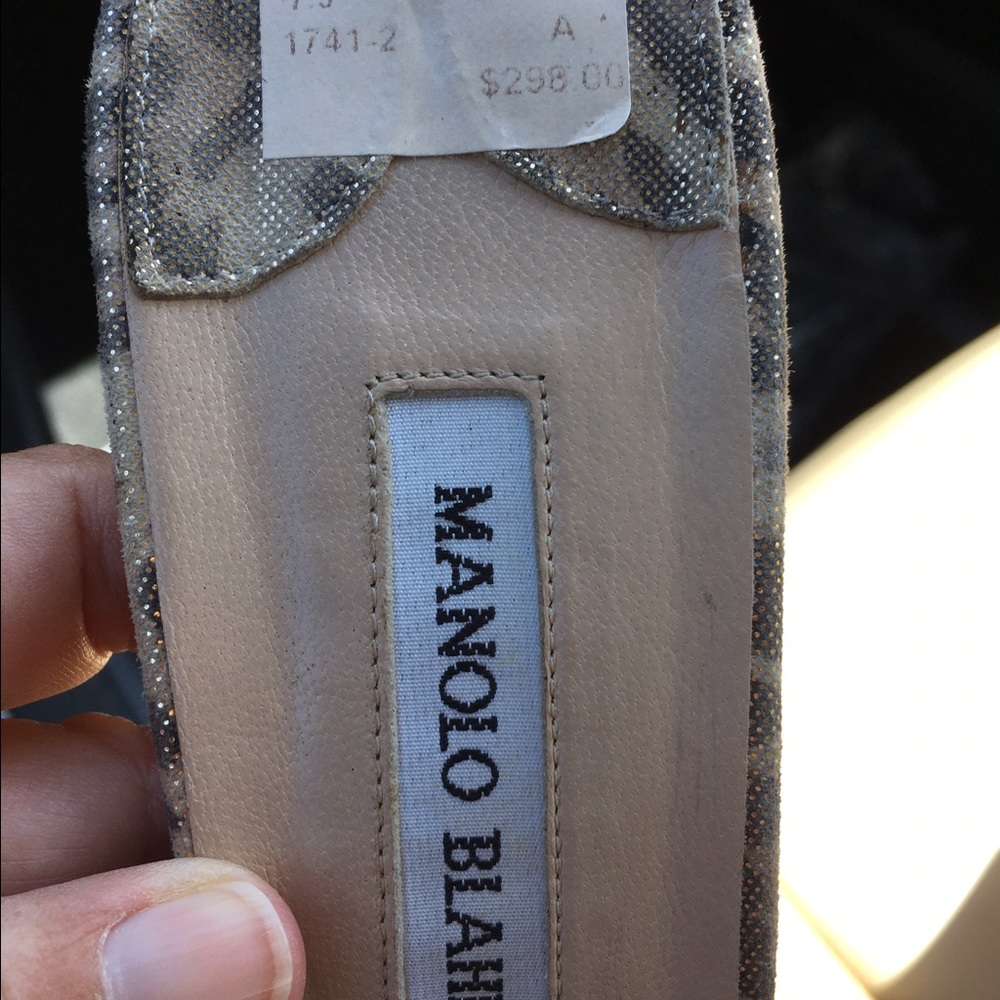 1741-2 A
$298.00
MANOLO BLAH